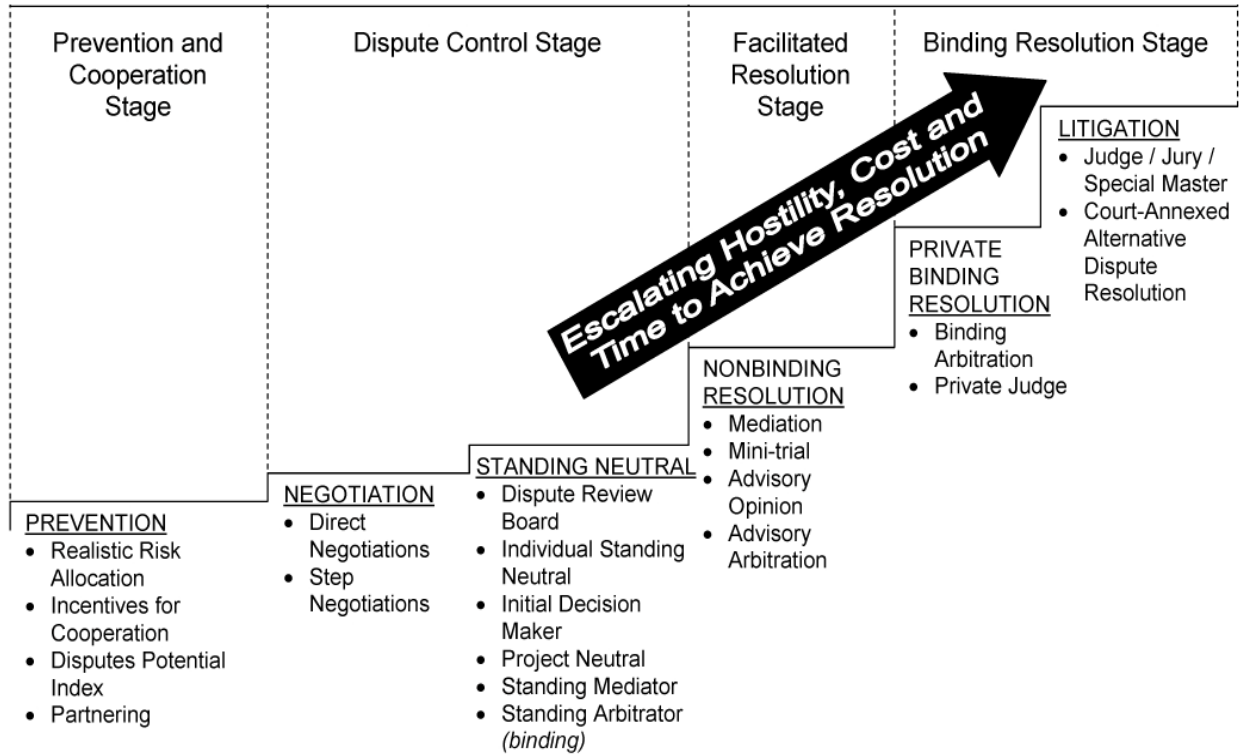 Prevention and
Cooperation
Stage
Dispute Control Stage
Facilitated
Resolution
Stage
Binding Resolution Stage
Escalating Hostility, Cost and
Time to Achieve Resolution
PREVENTION
• Realistic Risk
Allocation
• Incentives for
Cooperation
• Disputes Potential
Index
• Partnering
NEGOTIATION
• Direct
Negotiations
• Step
Negotiations
STANDING NEUTRAL
• Dispute Review
Board
• Individual Standing
Neutral
• Initial Decision
Maker
• Project Neutral
• Standing Mediator
• Standing Arbitrator
(binding)
NONBINDING
RESOLUTION
• Mediation
• Mini-trial
• Advisory
Opinion
• Advisory
Arbitration
PRIVATE
BINDING
RESOLUTION
• Binding
Arbitration
• Private Judge
LITIGATION
• Judge / Jury /
Special Master
• Court-Annexed
Alternative
Dispute
Resolution